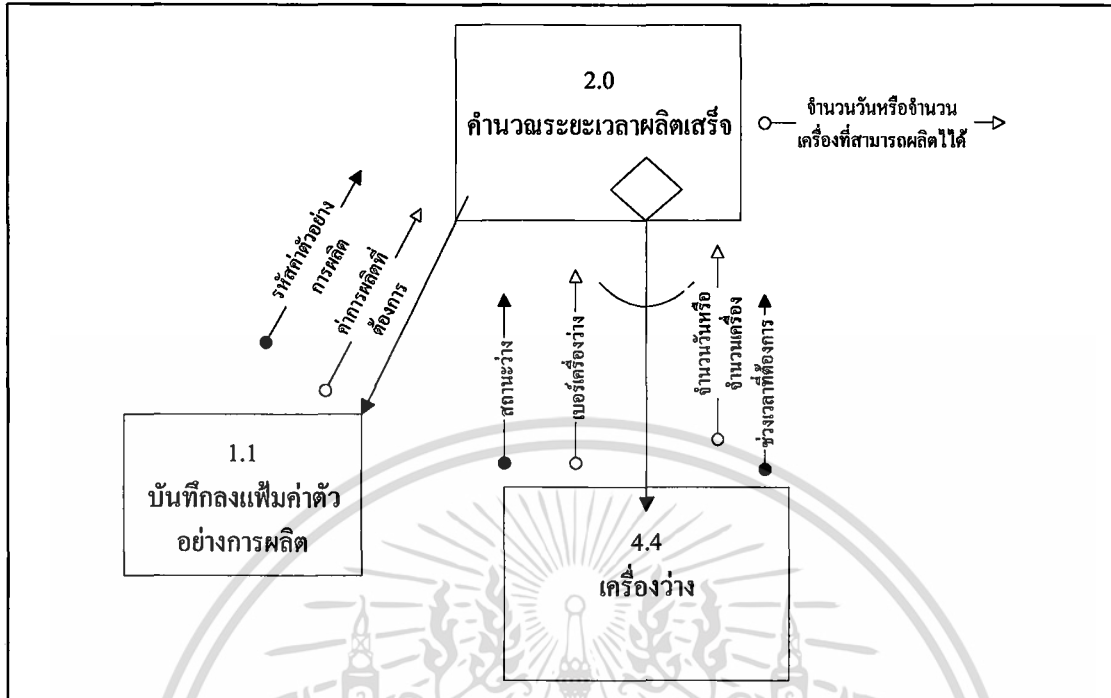 2.0
คำนวณระยะเวลาผลิตเสร็จ
จำนวนวันหรือจำนวน
เครื่องที่สามารถผลิตไได้
รหัสค่าตัวอย่าง
การผลิต
ค่าการผลิตที่
ต้องการ
สถานะว่าง
เบอร์เครื่องว่าง
จำนวนวันหรือ
จำนวนเครื่อง
ช่วงเวลาที่ต้องการ
1.1
บันทึกลงแฟ้มค่าตัว
อย่างการผลิต
4.4
เครื่องว่าง